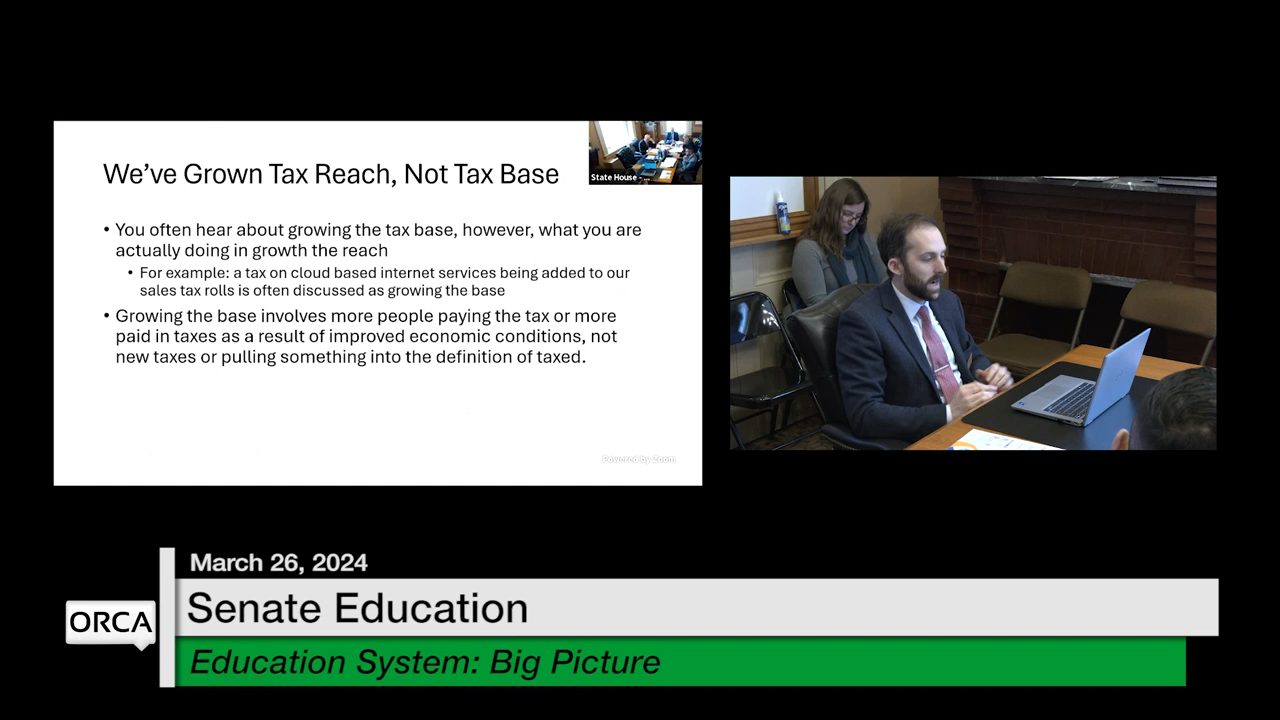 We've Grown Tax Reach, Not Tax Base
State House - ...
• You often hear about growing the tax base, however, what you are
actually doing in growth the reach
• For example: a tax on cloud based internet services being added to our
sales tax rolls is often discussed as growing the base
• Growing the base involves more people paying the tax or more
paid in taxes as a result of improved economic conditions, not
new taxes or pulling something into the definition of taxed.
Powered by Zoom
March 26, 2024
ORCA
Senate Education
Education System: Big Picture